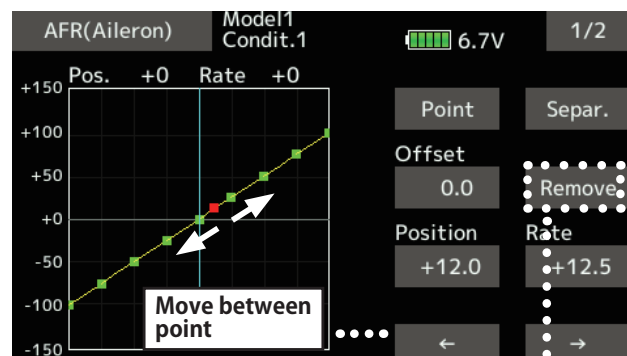 AFR(Aileron)
Model1
Condit.1
6.7V
1/2
Pos. +0 Rate +0
+150
+100
+50
+0
-50
-100
-150
Point
Separ.
Offset
0.0
Remove
Position
Rate
+12.0
+12.5
Move between
point
←
→